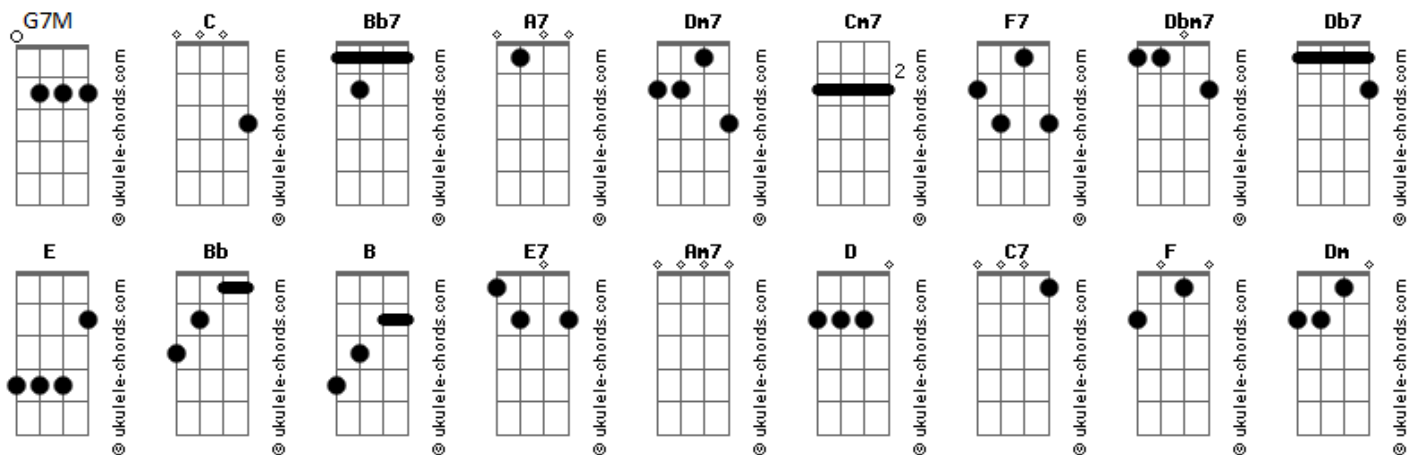 G7M C Bb7 A7 Dm7 Cm7 F7 Dbm7 Db7
2
© ukulele-chords.com © ukulele-chords.com © ukulele-chords.com © ukulele-chords.com © ukulele-chords.com © ukulele-chords.com © ukulele-chords.com © ukulele-chords.com © ukulele-chords.com
E Bb B E7 Am7 D C7 F Dm
© ukulele-chords.com © ukulele-chords.com © ukulele-chords.com © ukulele-chords.com © ukulele-chords.com © ukulele-chords.com © ukulele-chords.com © ukulele-chords.com © ukulele-chords.com